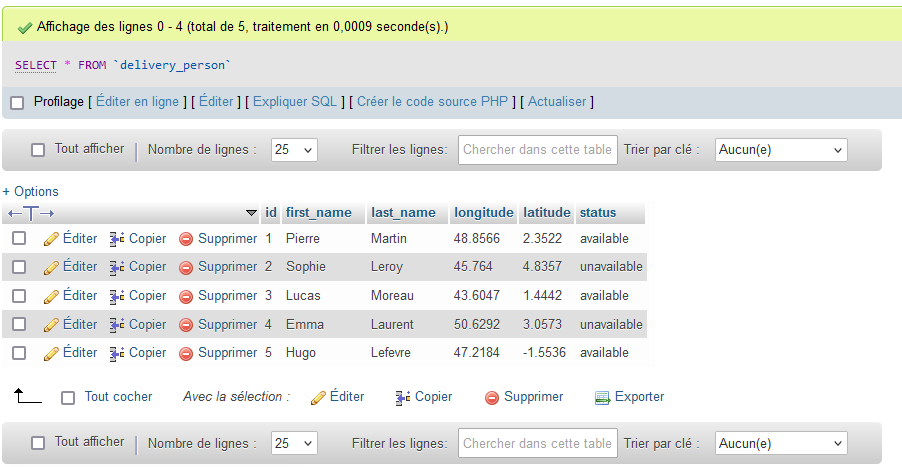 Affichage des lignes 0 - 4 (total de 5, traitement en 0,0009 seconde(s).)
SELECT * FROM `delivery_person`
Profilage [ Éditer en ligne ] [ Éditer ] [ Expliquer SQL ] [ Créer le code source PHP ] [ Actualiser ]
Tout afficher Nombre de lignes : 25 Filtrer les lignes: Chercher dans cette table Trier par clé : Aucun(e)
+ Options
←T→ id first_name last_name longitude latitude status
Éditer Copier Supprimer 1 Pierre Martin 48.8566 2.3522 available
Éditer Copier Supprimer 2 Sophie Leroy 45.764 4.8357 unavailable
Éditer Copier Supprimer 3 Lucas Moreau 43.6047 1.4442 available
Éditer Copier Supprimer 4 Emma Laurent 50.6292 3.0573 unavailable
Éditer Copier Supprimer 5 Hugo Lefevre 47.2184 -1.5536 available
Tout cocher Avec la sélection : Éditer Copier Supprimer Exporter
Tout afficher Nombre de lignes : 25 Filtrer les lignes: Chercher dans cette table Trier par clé : Aucun(e)